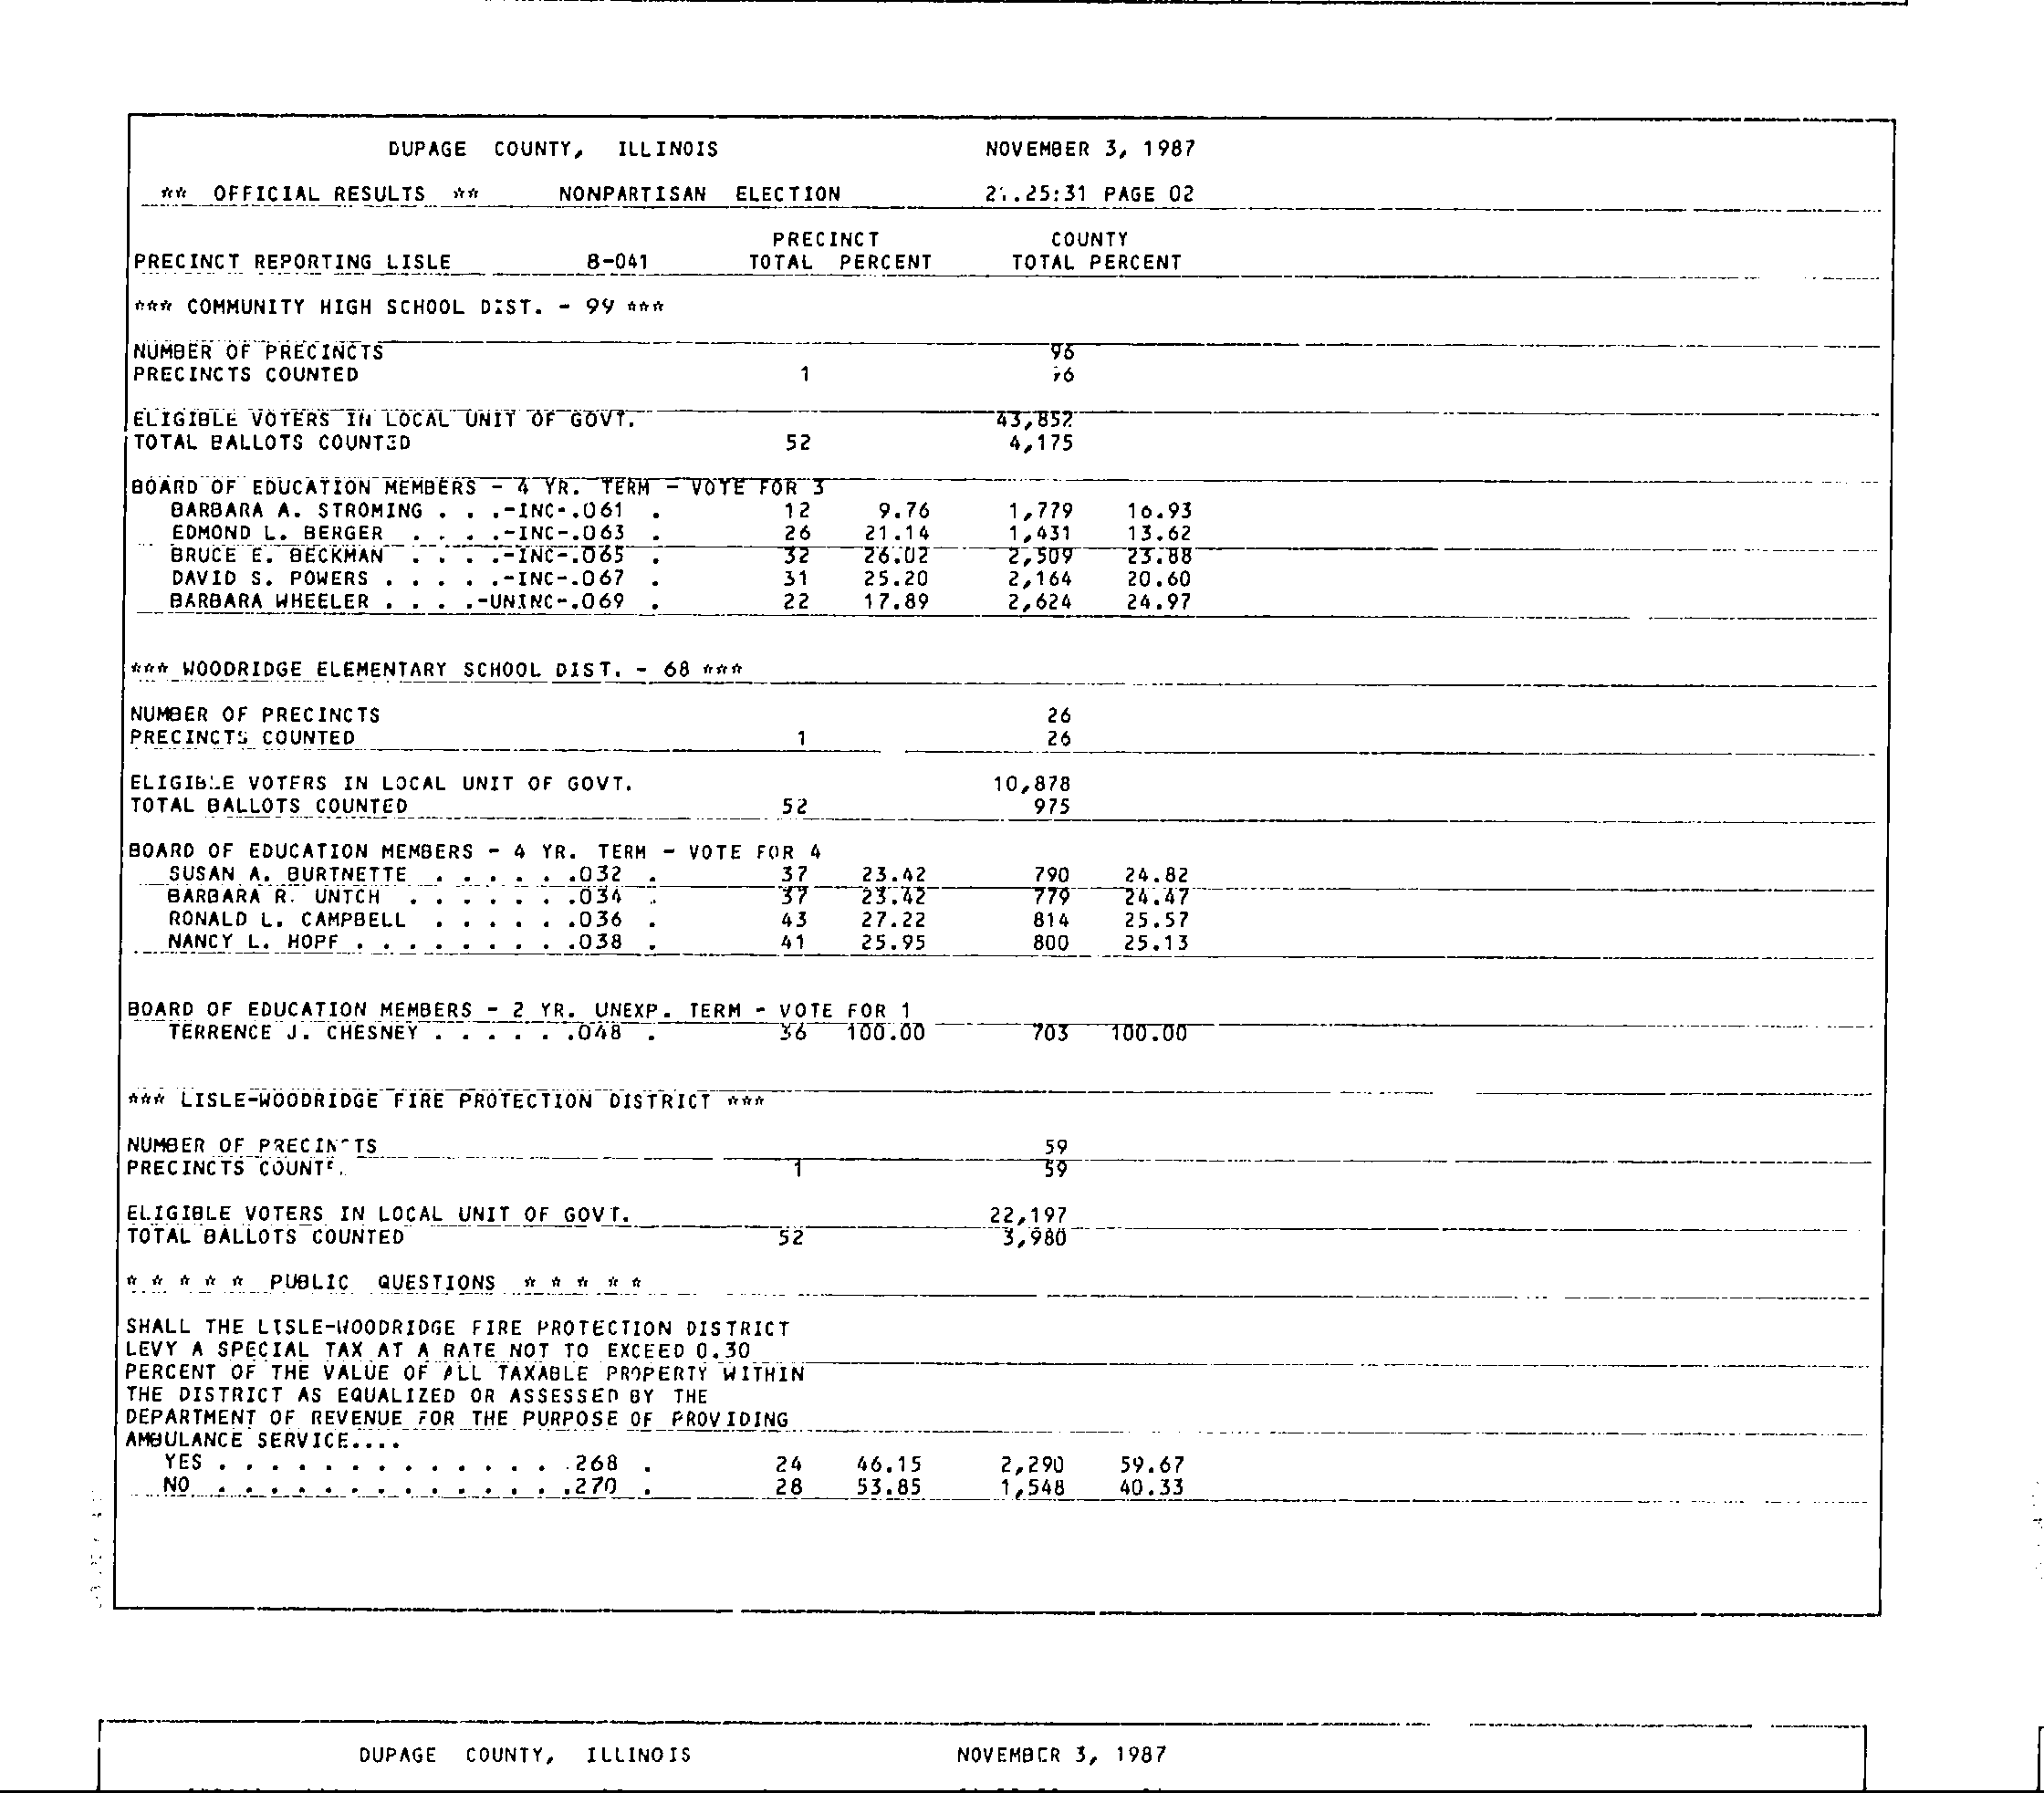 DUPAGE COUNTY, ILLINOIS NOVEMBER 3, 1987
** OFFICIAL RESULTS ** NONPARTISAN ELECTION PAGE 02
PRECINCT COUNTY
PRECINCT REPORTING LISLE 8-041 TOTAL PERCENT TOTAL PERCENT
*** COMMUNITY HIGH SCHOOL DIST. - 99 ***
NUMBER OF PRECINCTS 96
PRECINCTS COUNTED 1
ELIGIBLE VOTERS IN LOCAL UNIT OF GOVT. 43,852
TOTAL BALLOTS COUNTED 52 4,175
BOARD OF EDUCATION MEMBERS - 4 YR. TERM - VOTE FOR 3
BARBARA A. STROMING . . .-INC-.061 . 12 9.76 1,779 16.93
EDMOND L. BERGER . . . .-INC-.063 . 26 21.14 1,431 13.62
BRUCE E. BECKMAN . . . .-INC-.065 . 32 26.02 2,509 23.88
DAVID S. POWERS . . . . .-INC-.067 . 31 25.20 2,164 20.60
BARBARA WHEELER . . . .-UNINC-.069 . 22 17.89 2,624 24.97
*** WOODRIDGE ELEMENTARY SCHOOL DIST. - 68 ***
NUMBER OF PRECINCTS 26
PRECINCTS COUNTED 1 26
ELIGIBLE VOTERS IN LOCAL UNIT OF GOVT. 10,878
TOTAL BALLOTS COUNTED 52 975
BOARD OF EDUCATION MEMBERS - 4 YR. TERM - VOTE FOR 4
SUSAN A. BURTNETTE . . . . . .032 . 37 23.42 790 24.82
BARBARA R. UNTCH . . . . . . .034 . 37 23.42 779 24.47
RONALD L. CAMPBELL . . . . . .036 . 43 27.22 814 25.57
NANCY L. HOPF . . . . . . . . .038 . 41 25.95 800 25.13
BOARD OF EDUCATION MEMBERS - 2 YR. UNEXP. TERM - VOTE FOR 1
TERRENCE J. CHESNEY . . . . . .048 . 36 100.00 703 100.00
*** LISLE-WOODRIDGE FIRE PROTECTION DISTRICT ***
NUMBER OF PRECINCTS 59
PRECINCTS 1 59
ELIGIBLE VOTERS IN LOCAL UNIT OF GOVT. 22,197
TOTAL BALLOTS COUNTED 52 3,980
* * * * * PUBLIC QUESTIONS * * * * *
SHALL THE LISLE-WOODRIDGE FIRE PROTECTION DISTRICT
LEVY A SPECIAL TAX AT A RATE NOT TO EXCEED 0.30
PERCENT OF THE VALUE OF ALL TAXABLE PROPERTY WITHIN
THE DISTRICT AS EQUALIZED OR ASSESSED BY THE
DEPARTMENT OF REVENUE FOR THE PURPOSE OF PROVIDING
AMBULANCE SERVICE....
YES . . . . . . . . . . . . . .268 . 24 46.15 2,290 59.67
NO . . . . . . . . . . . . . .270 . 28 53.85 1,548 40.33
DUPAGE COUNTY, ILLINOIS NOVEMBER 3, 1987